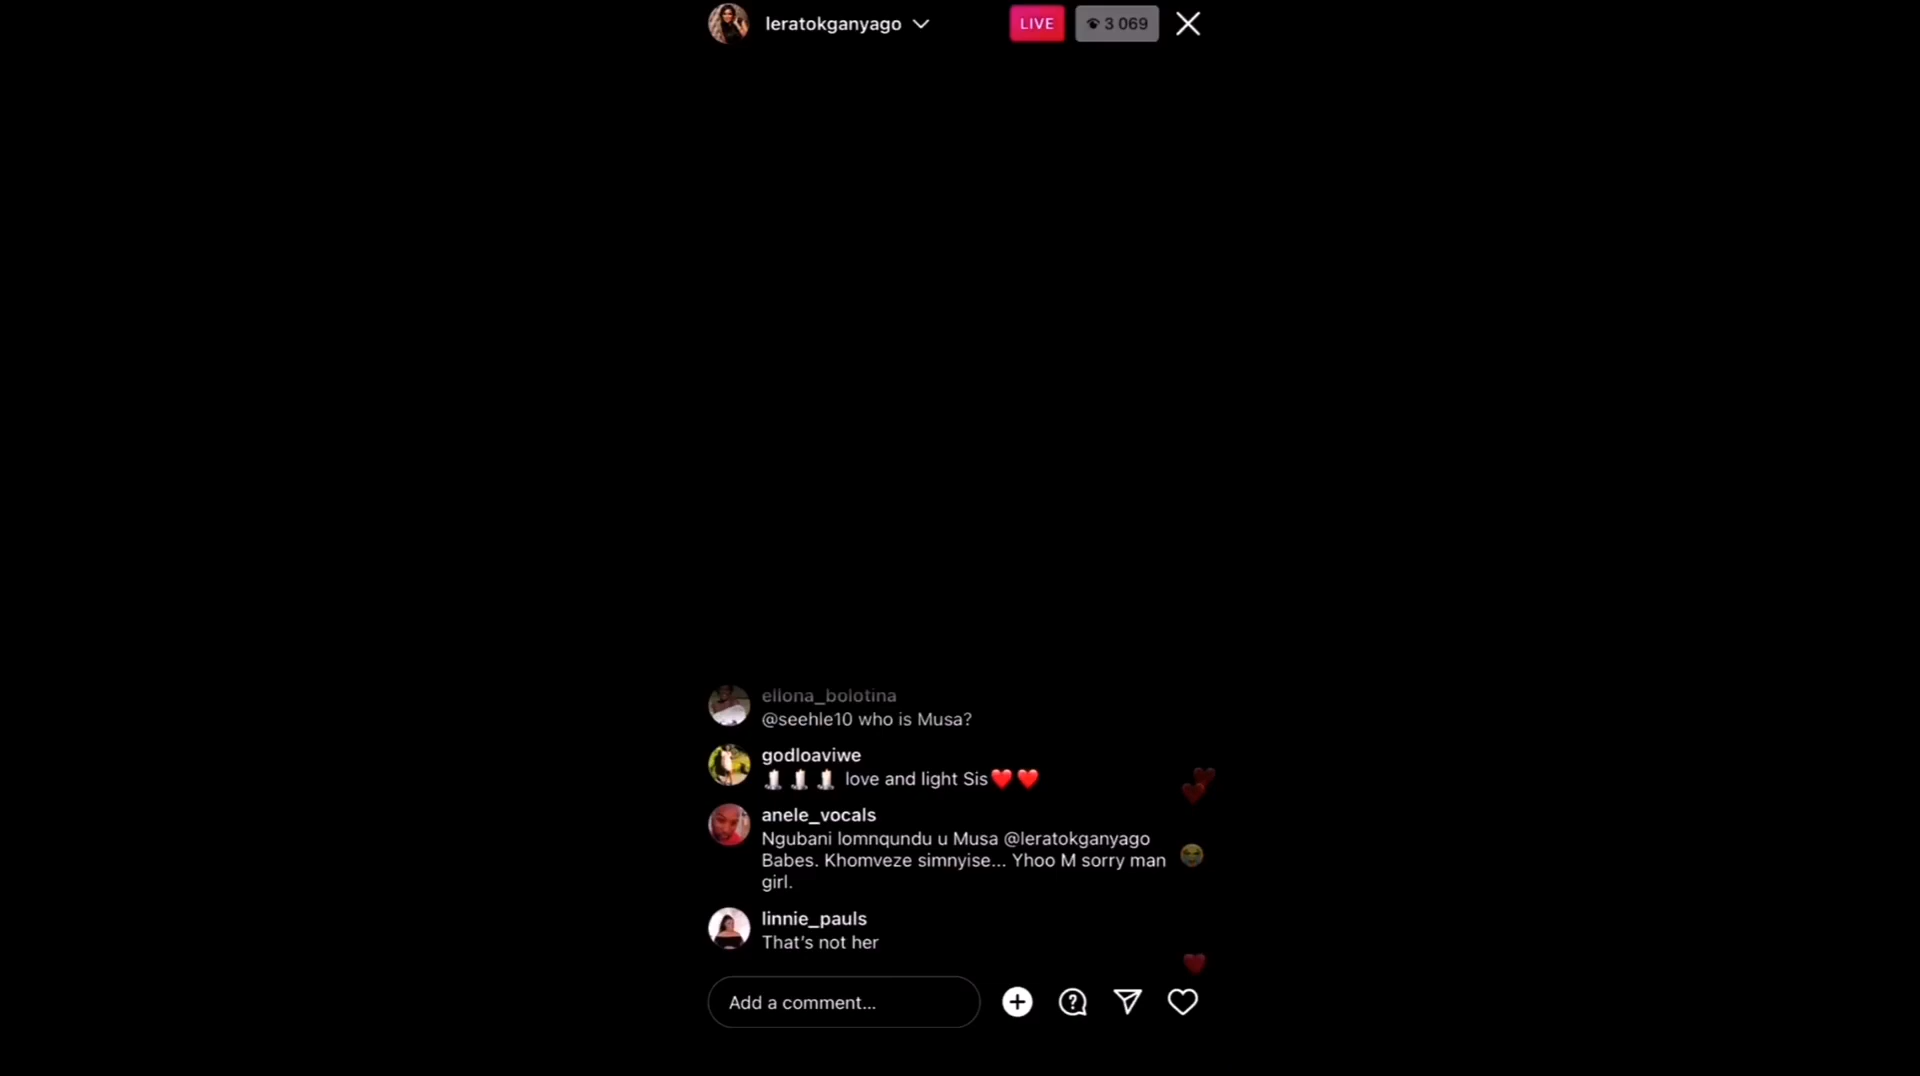 leratokganyago
LIVE
3 069
ellona_bolotina
@seehle10 who is Musa?
godloaviwe
🕯🕯🕯 love and light Sis❤️❤️
anele_vocals
Ngubani lomnqundu u Musa @leratokganyago
Babes. Khomveze simnyise... Yhoo M sorry man
girl.
linnie_pauls
That's not her
Add a comment...